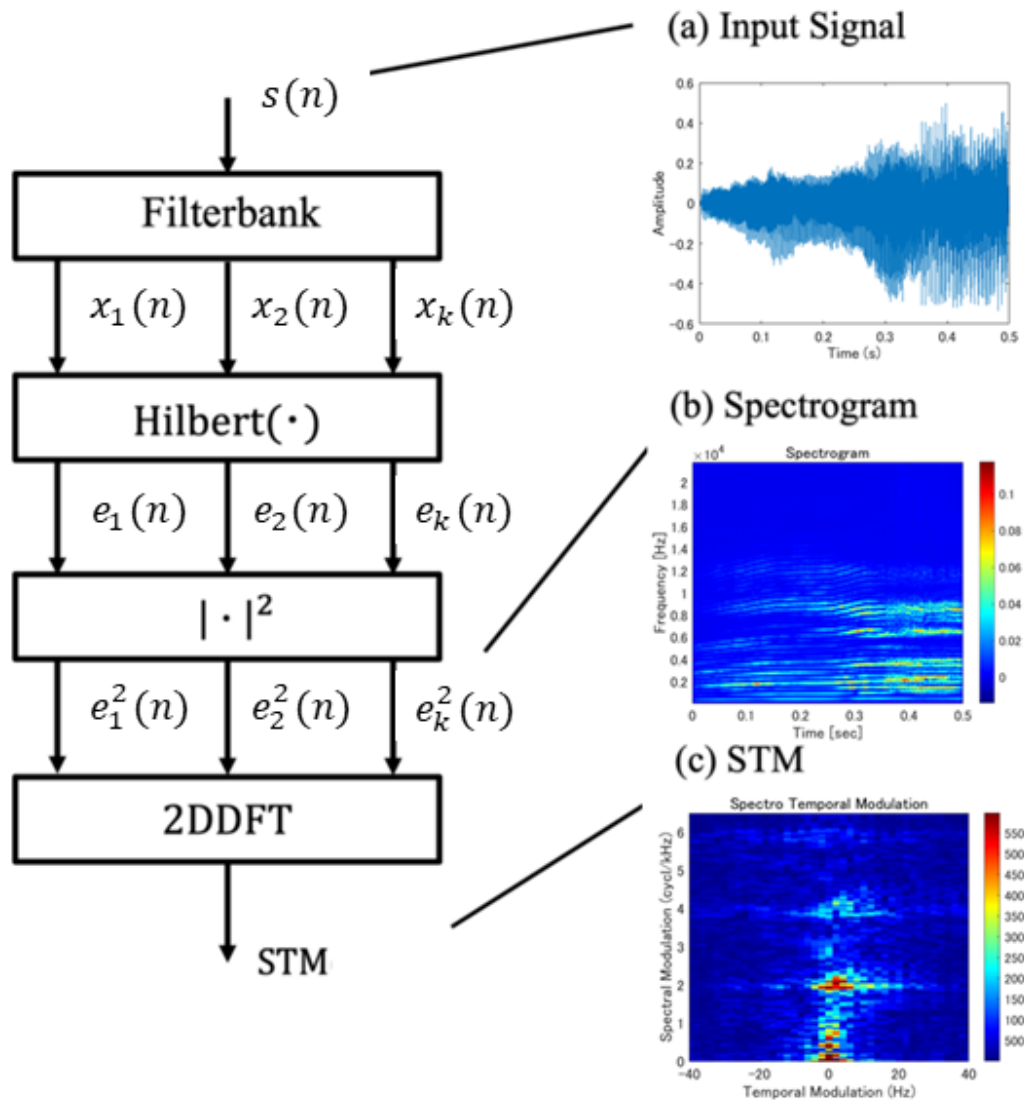 s(n)
Filterbank
x₁(n) x₂(n) xₖ(n)
Hilbert(·)
e₁(n) e₂(n) eₖ(n)
|·|²
e₁²(n) e₂²(n) eₖ²(n)
2DDFT
STM
(a) Input Signal
Amplitude
0.6
0.4
0.2
0
-0.2
-0.4
-0.6
0 0.1 0.2 0.3 0.4 0.5
Time (s)
(b) Spectrogram
Spectrogram
×10⁴
Frequency [Hz]
2
1.8
1.6
1.4
1.2
1
0.8
0.6
0.4
0.2
0 0.1 0.2 0.3 0.4 0.5
Time [sec]
0.1
0.08
0.06
0.04
0.02
0
(c) STM
Spectro Temporal Modulation
Spectral Modulation (cycl/kHz)
6
5
4
3
2
1
0
-40 -20 0 20 40
Temporal Modulation (Hz)
550
500
450
400
350
300
250
200
150
100
500